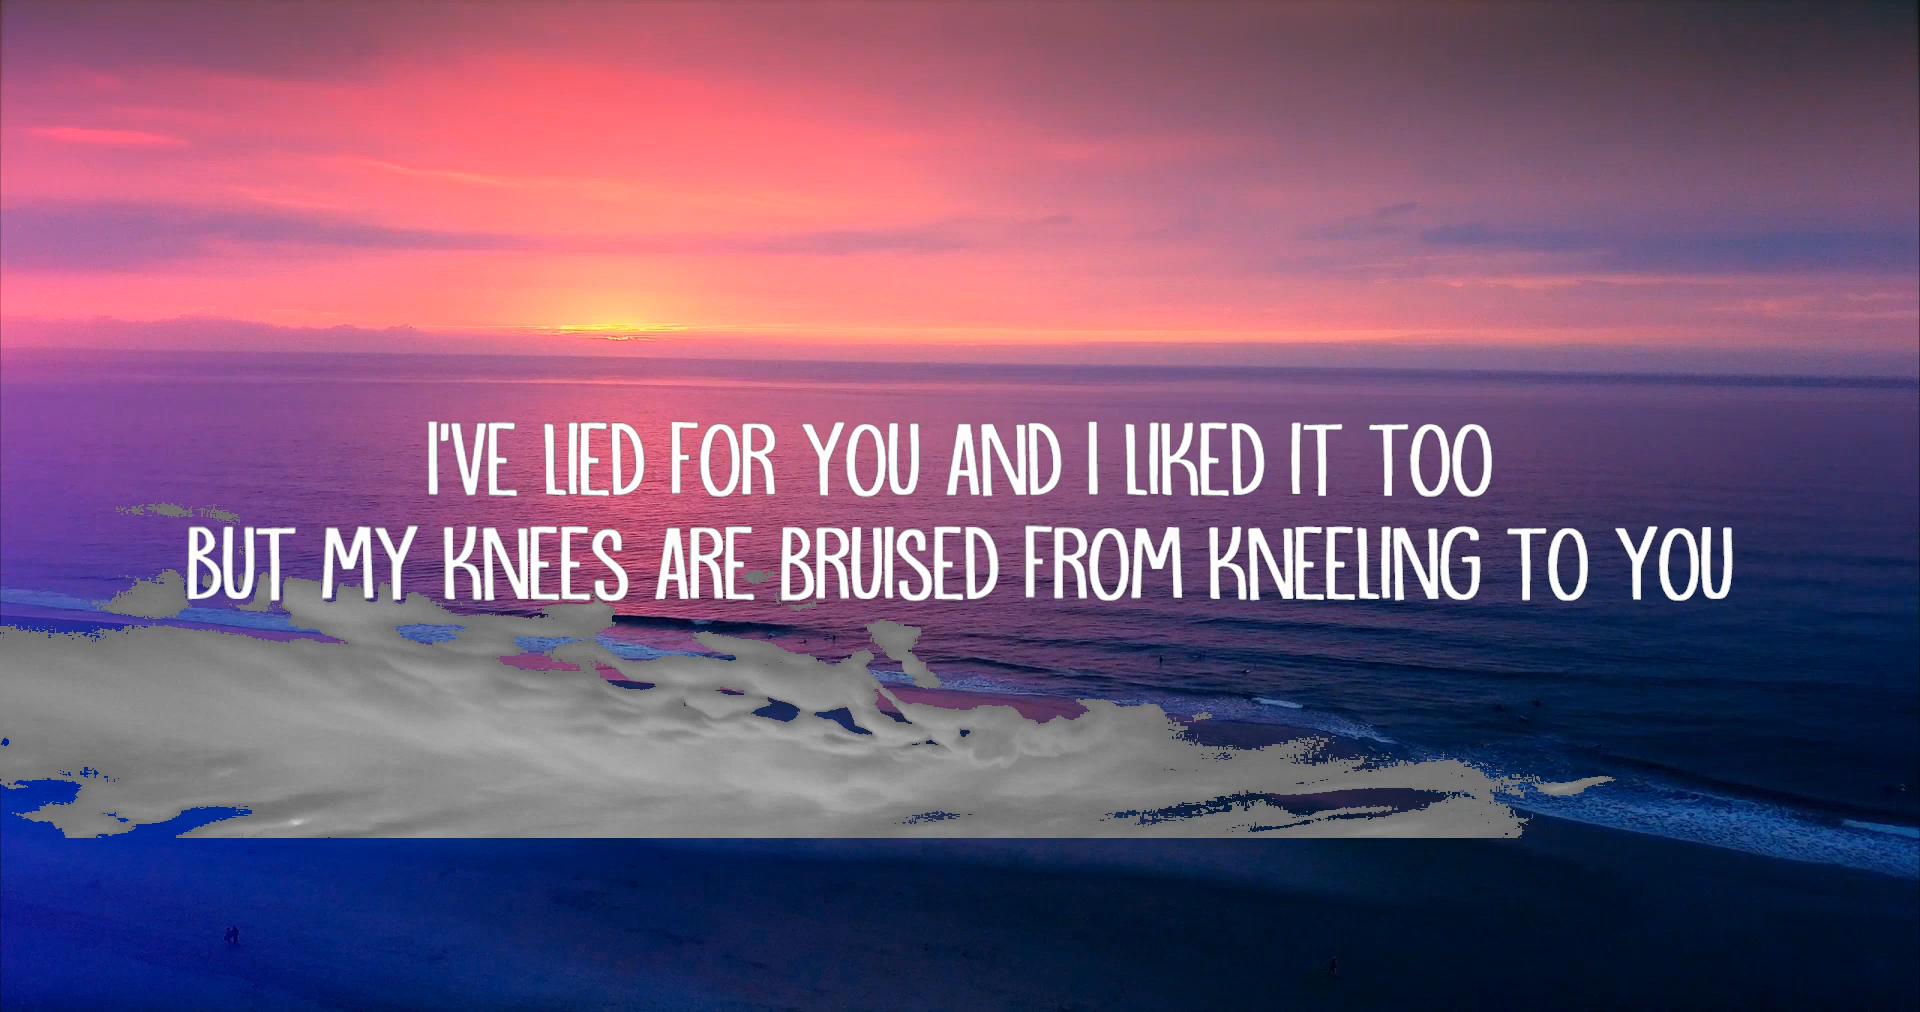 I'VE LIED FOR YOU AND I LIKED IT TOO
BUT MY KNEES ARE BRUISED FROM KNEELING TO YOU